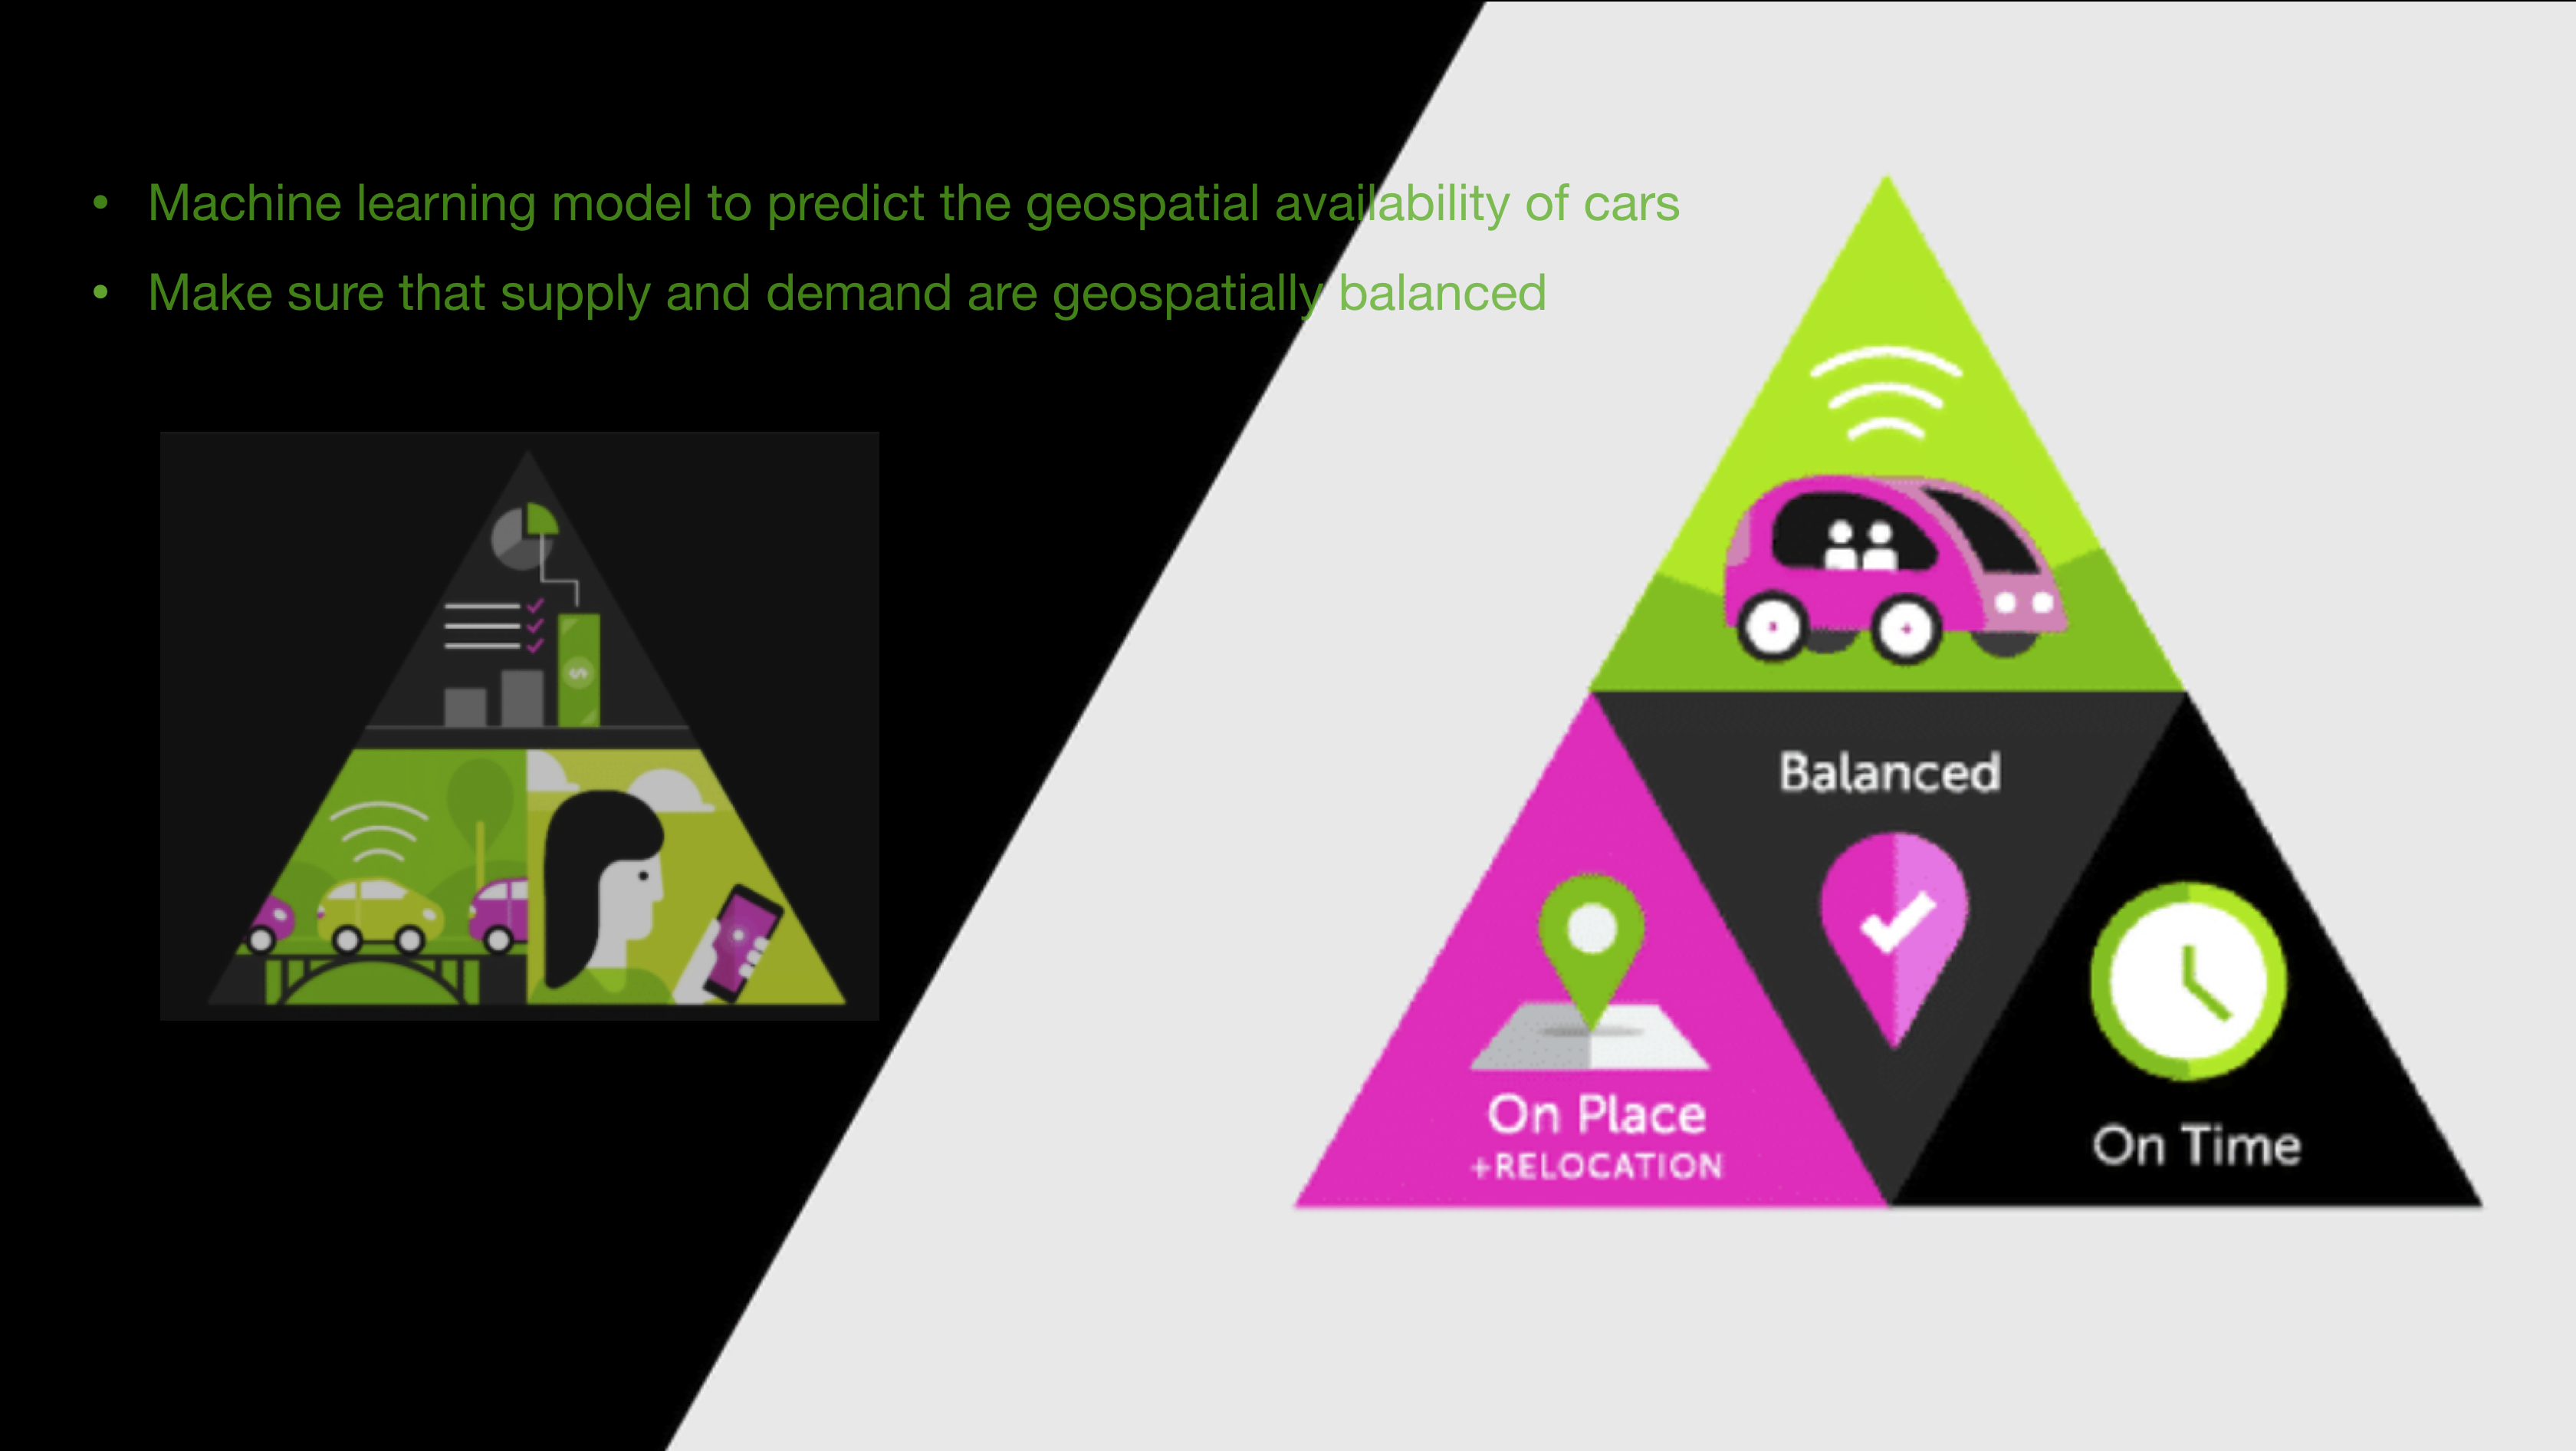 • Machine learning model to predict the geospatial availability of cars
• Make sure that supply and demand are geospatially balanced
$
Balanced
On Place
+RELOCATION
On Time